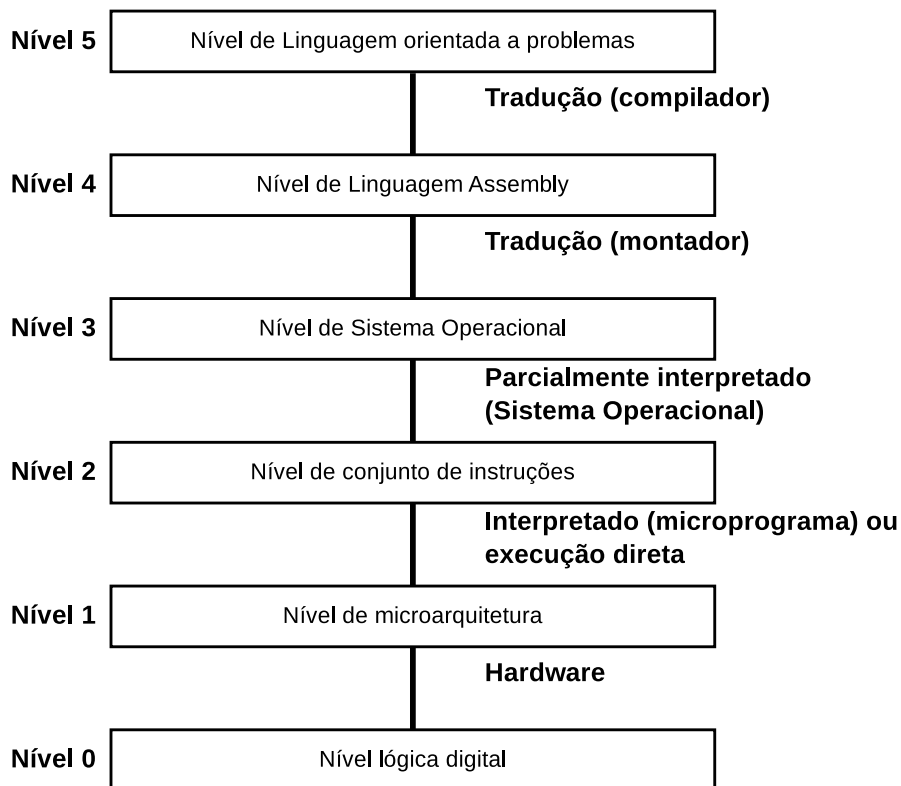 Nível 5
Nível de Linguagem orientada a problemas
Tradução (compilador)
Nível 4
Nível de Linguagem Assembly
Tradução (montador)
Nível 3
Nível de Sistema Operacional
Parcialmente interpretado
(Sistema Operacional)
Nível 2
Nível de conjunto de instruções
Interpretado (microprograma) ou
execução direta
Nível 1
Nível de microarquitetura
Hardware
Nível 0
Nível lógica digital